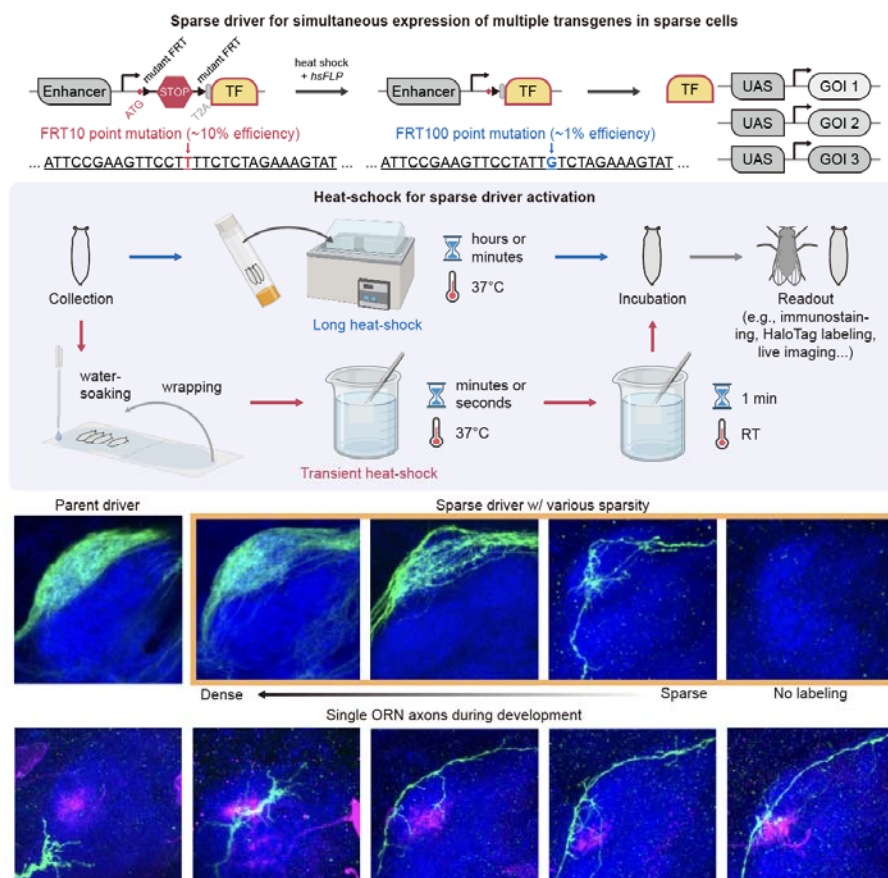 Sparse driver for simultaneous expression of multiple transgenes in sparse cells
mutant FRT
mutant FRT
heat shock
+ hsFLP
Enhancer
STOP
TF
ATG
T2A
Enhancer
TF
TF
UAS
GOI 1
UAS
GOI 2
UAS
GOI 3
FRT10 point mutation (~10% efficiency)
FRT100 point mutation (~1% efficiency)
... ATTCCGAAGTTCCTTTTCTCTAGAAAGTAT ...
... ATTCCGAAGTTCCTATTGTCTAGAAAGTAT ...
Heat-schock for sparse driver activation
Collection
hours or
minutes
37°C
Long heat-shock
Incubation
Readout
(e.g., immunostain-
ing, HaloTag labeling,
live imaging...)
water-
soaking
wrapping
minutes or
seconds
37°C
Transient heat-shock
1 min
RT
Parent driver
Sparse driver w/ various sparsity
Dense
Sparse
No labeling
Single ORN axons during development